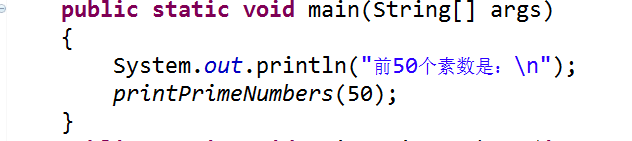 public static void main(String[] args)
{
System.out.println("前50个素数是：\n");
printPrimeNumbers(50);
}